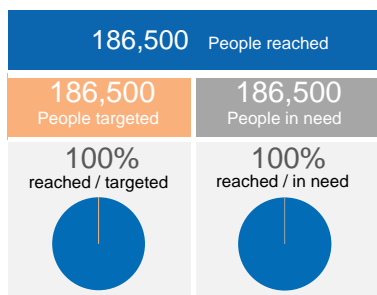 186,500 People reached
186,500
People targeted
186,500
People in need
100%
reached / targeted
100%
reached / in need